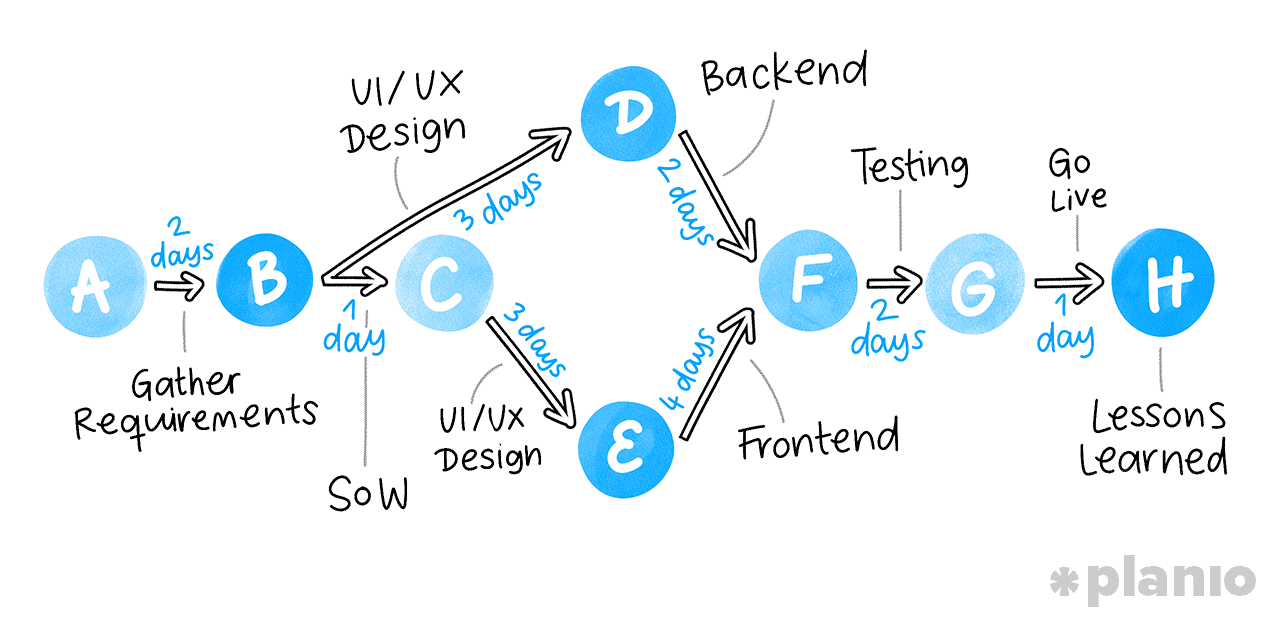 UI/UX
Design
3 days
D
Backend
2 days
A
2
days
Gather
Requirements
B
1
day
SoW
C
3 days
UI/UX
Design
E
4 days
Frontend
F
Testing
2
days
G
Go
Live
1
day
H
Lessons
Learned
*planio